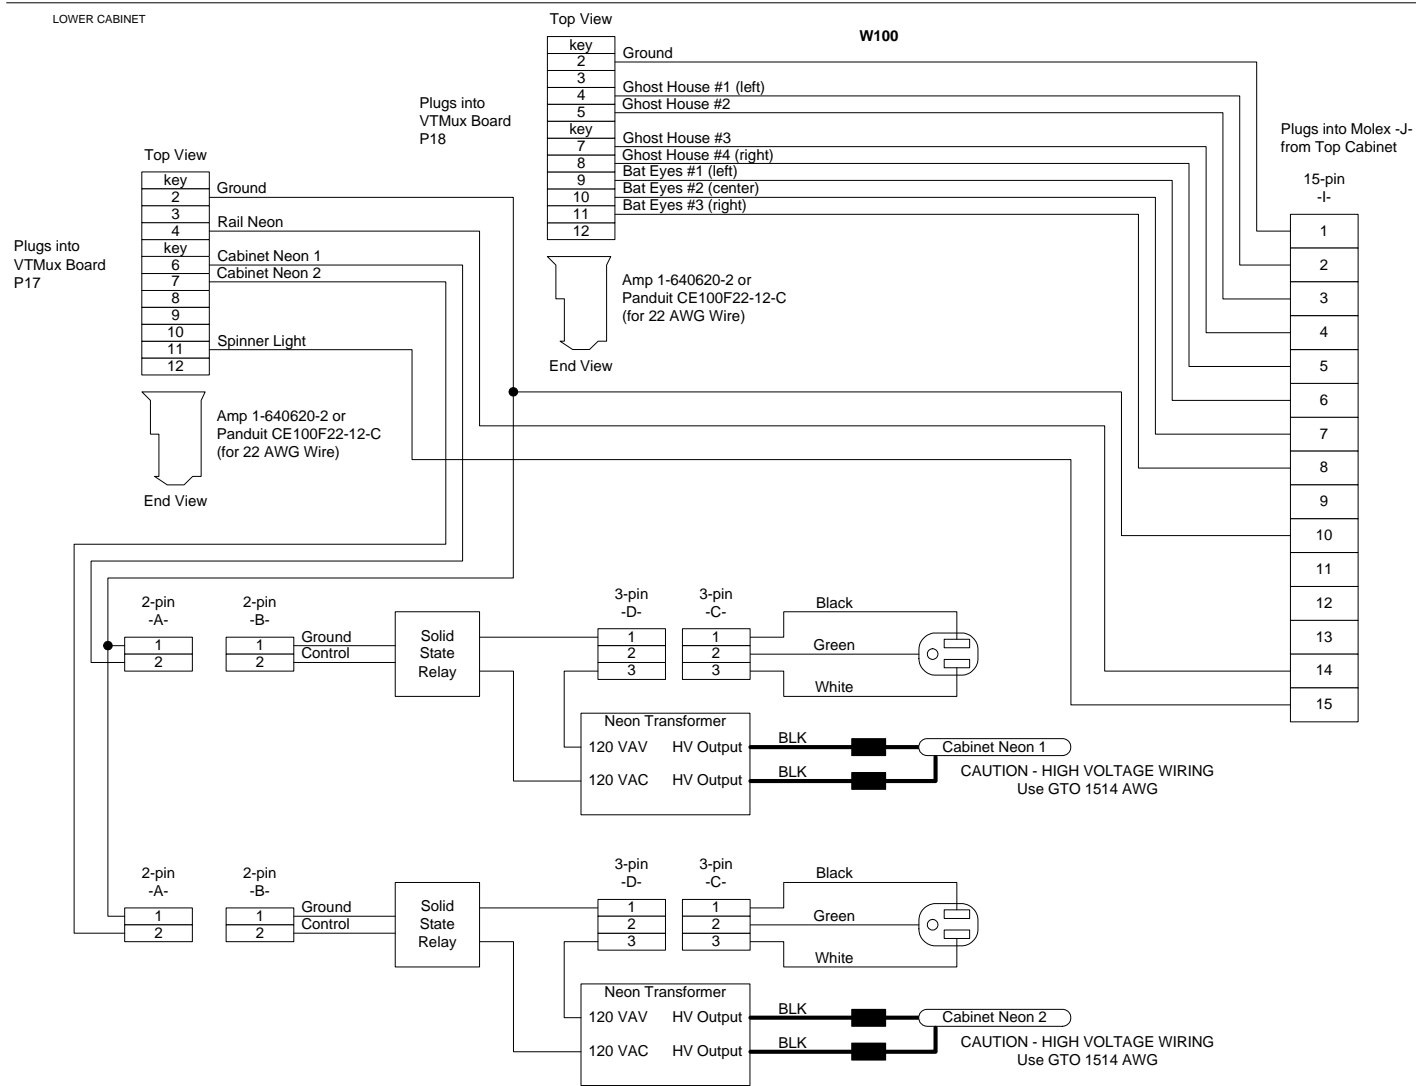 LOWER CABINET
W100
Top View
key
2
3
4
5
key
7
8
9
10
11
12
Ground
Ghost House #1 (left)
Ghost House #2
Ghost House #3
Ghost House #4 (right)
Bat Eyes #1 (left)
Bat Eyes #2 (center)
Bat Eyes #3 (right)
Plugs into
VTMux Board
P18
Amp 1-640620-2 or
Panduit CE100F22-12-C
(for 22 AWG Wire)
End View
Plugs into Molex -J-
from Top Cabinet
15-pin
-I-
1
2
3
4
5
6
7
8
9
10
11
12
13
14
15
Top View
key
2
3
4
key
6
7
8
9
10
11
12
Ground
Rail Neon
Cabinet Neon 1
Cabinet Neon 2
Spinner Light
Plugs into
VTMux Board
P17
Amp 1-640620-2 or
Panduit CE100F22-12-C
(for 22 AWG Wire)
End View
2-pin
-A-
1
2
2-pin
-B-
1
2
Ground
Control
Solid
State
Relay
3-pin
-D-
1
2
3
3-pin
-C-
1
2
3
Black
Green
White
Neon Transformer
120 VAV HV Output
120 VAC HV Output
BLK
BLK
Cabinet Neon 1
CAUTION - HIGH VOLTAGE WIRING
Use GTO 1514 AWG
2-pin
-A-
1
2
2-pin
-B-
1
2
Ground
Control
Solid
State
Relay
3-pin
-D-
1
2
3
3-pin
-C-
1
2
3
Black
Green
White
Neon Transformer
120 VAV HV Output
120 VAC HV Output
BLK
BLK
Cabinet Neon 2
CAUTION - HIGH VOLTAGE WIRING
Use GTO 1514 AWG